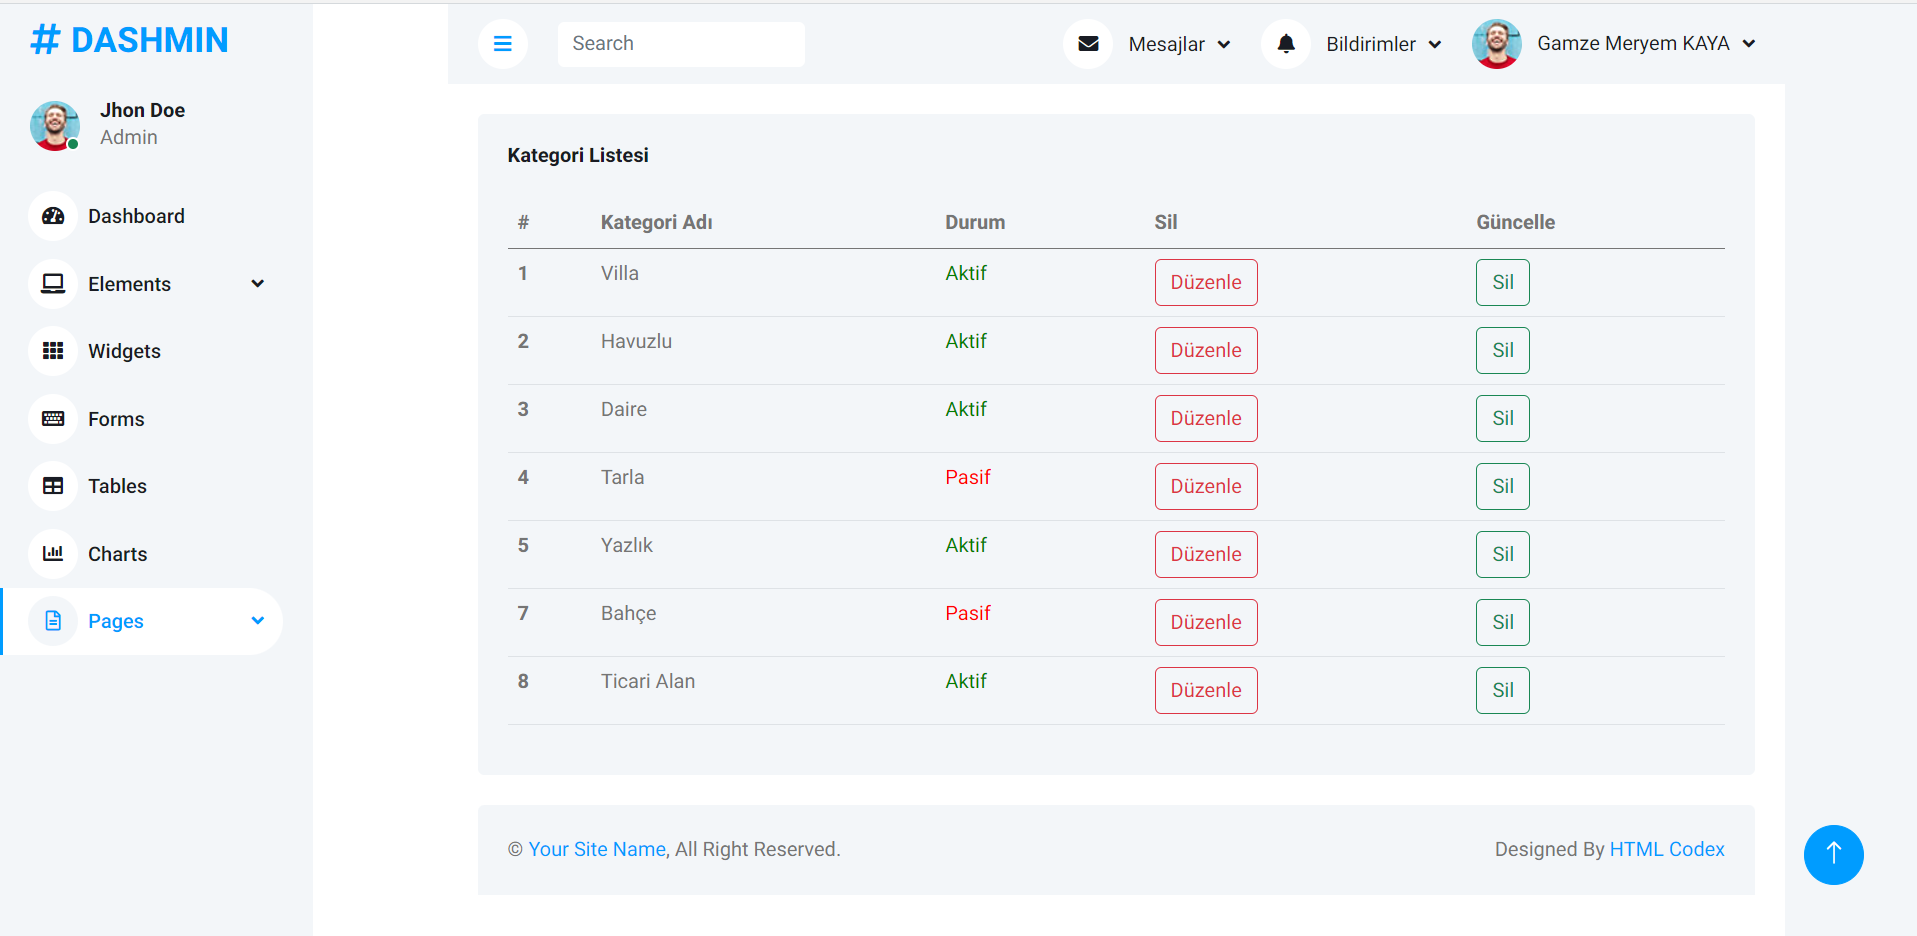 # DASHMIN
Jhon Doe
Admin
Dashboard
Elements
Widgets
Forms
Tables
Charts
Pages
Search
Mesajlar
Bildirimler
Gamze Meryem KAYA
Kategori Listesi
# Kategori Adı Durum Sil Güncelle
1 Villa Aktif Düzenle Sil
2 Havuzlu Aktif Düzenle Sil
3 Daire Aktif Düzenle Sil
4 Tarla Pasif Düzenle Sil
5 Yazlık Aktif Düzenle Sil
7 Bahçe Pasif Düzenle Sil
8 Ticari Alan Aktif Düzenle Sil
© Your Site Name, All Right Reserved.
Designed By HTML Codex